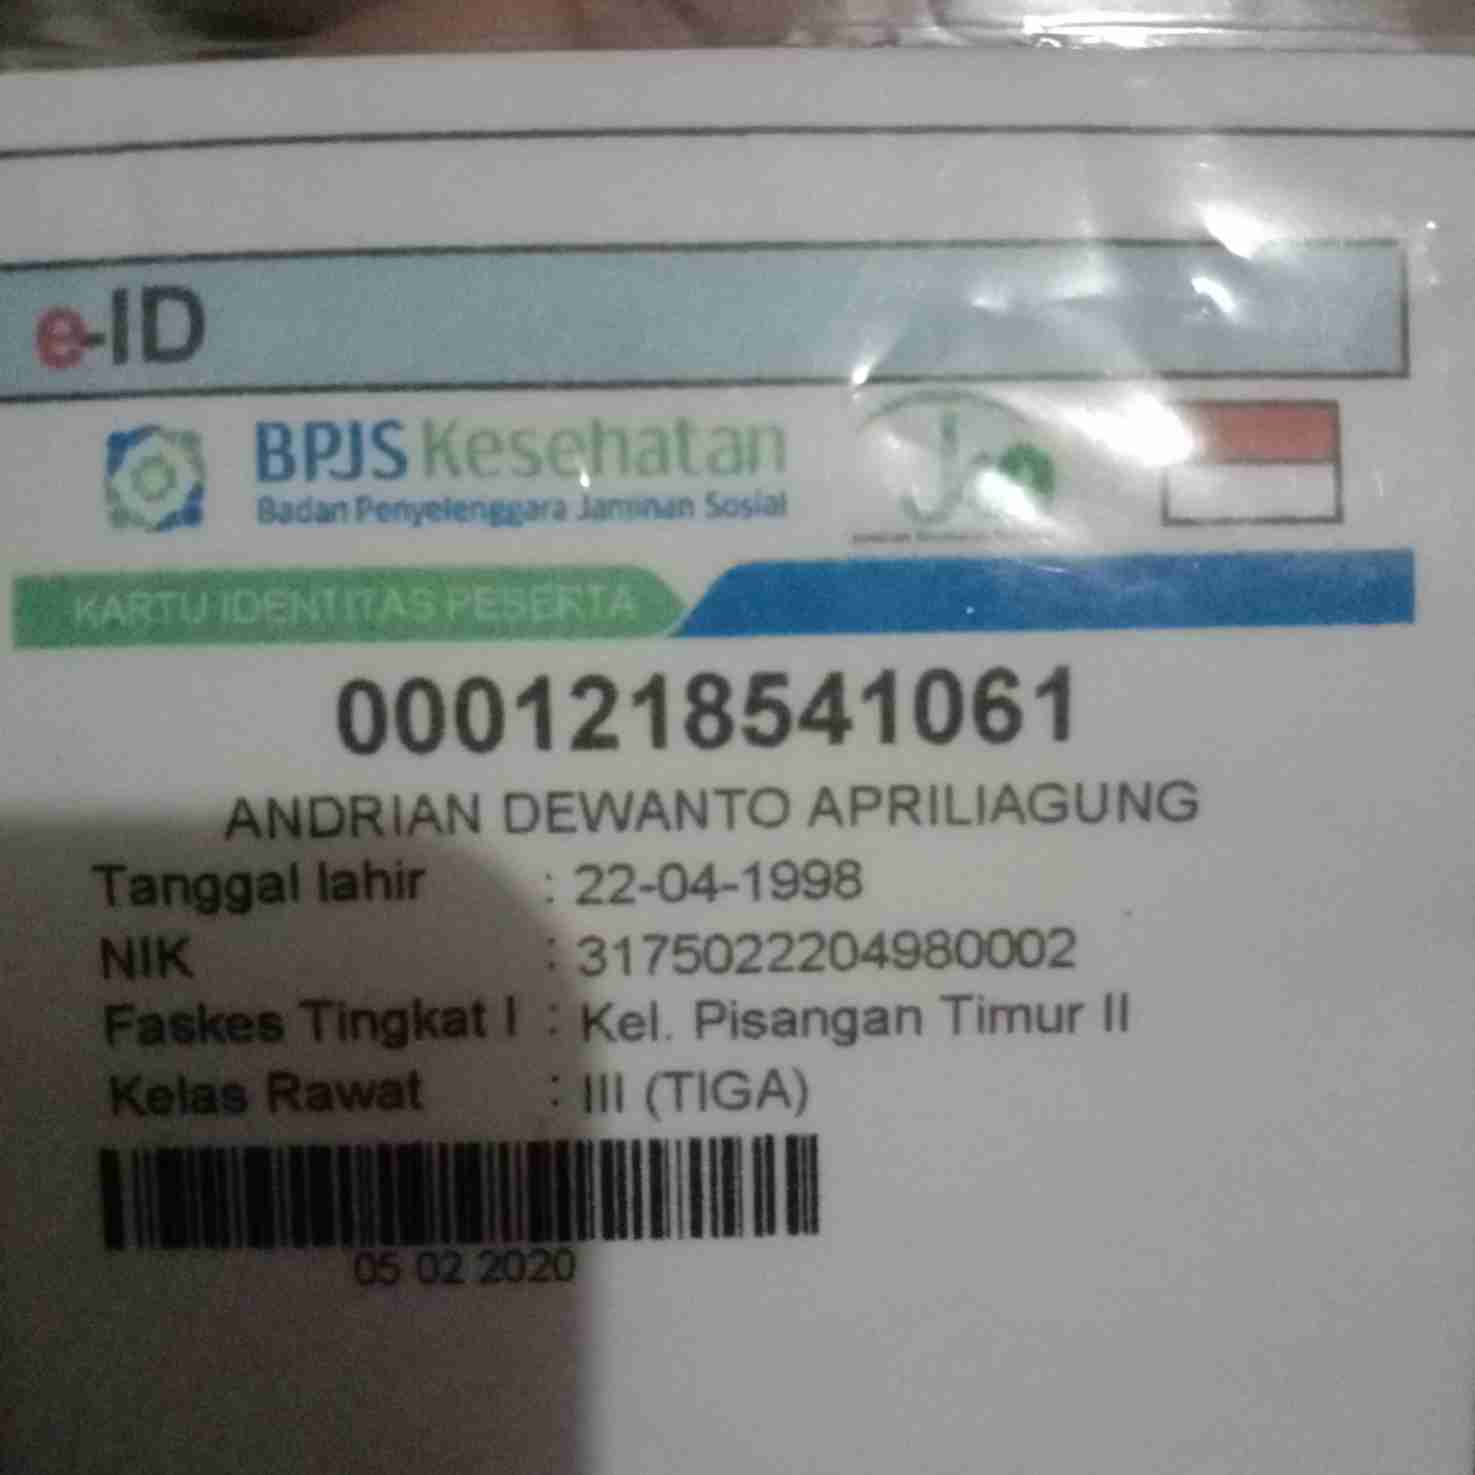 e-ID
BPJS Kesehatan
Badan Penyelenggara Jaminan Sosial
KARTU IDENTITAS PESERTA
0001218541061
ANDRIAN DEWANTO APRILIAGUNG
Tanggal lahir : 22-04-1998
NIK : 3175022204980002
Faskes Tingkat I : Kel. Pisangan Timur II
Kelas Rawat : III (TIGA)
05 02 2020